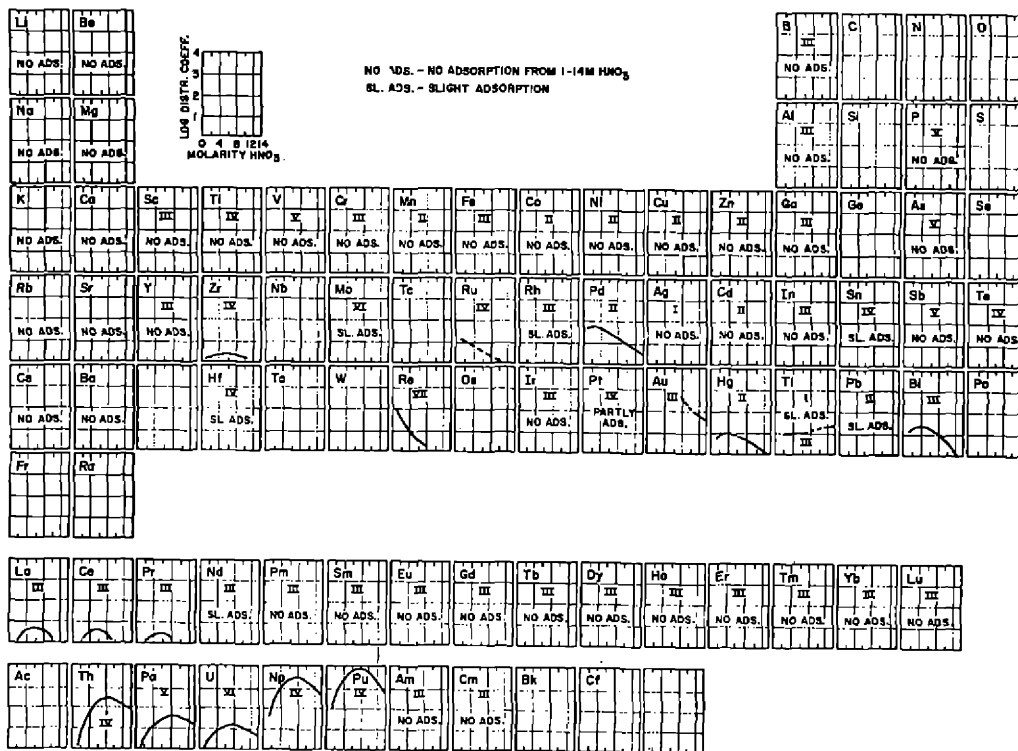 Li Be B C N O
III
NO ADS. NO ADS. NO ADS.
LOG DISTR. COEFF.
4
3
2
1
0 4 8 12 14
MOLARITY HNO3
NO ADS. - NO ADSORPTION FROM 1-14M HNO3
SL. ADS. - SLIGHT ADSORPTION
Na Mg Al Si P S
III V
NO ADS. NO ADS. NO ADS. NO ADS.
K Ca Sc Ti V Cr Mn Fe Co Ni Cu Zn Ga Ge As Se
III IV V III II III II II II II III V
NO ADS. NO ADS. NO ADS. NO ADS. NO ADS. NO ADS. NO ADS. NO ADS. NO ADS. NO ADS. NO ADS. NO ADS. NO ADS. NO ADS.
Rb Sr Y Zr Nb Mo Tc Ru Rh Pd Ag Cd In Sn Sb Te
III IV VI IV III II I II III IV V IV
NO ADS. NO ADS. NO ADS. SL. ADS. SL. ADS. NO ADS. NO ADS. NO ADS. SL. ADS. NO ADS. NO ADS.
Cs Ba Hf Ta W Re Os Ir Pt Au Hg Tl Pb Bi Po
IV VII III IV III II I II III
NO ADS. NO ADS. SL. ADS. NO ADS. PARTLY ADS. SL. ADS. SL. ADS.
III
Fr Ra
La Ce Pr Nd Pm Sm Eu Gd Tb Dy Ho Er Tm Yb Lu
III III III III III III III III III III III III III III III
SL. ADS. NO ADS. NO ADS. NO ADS. NO ADS. NO ADS. NO ADS. NO ADS. NO ADS. NO ADS. NO ADS. NO ADS.
Ac Th Pa U Np Pu Am Cm Bk Cf
IV V VI IV IV III III
NO ADS. NO ADS.